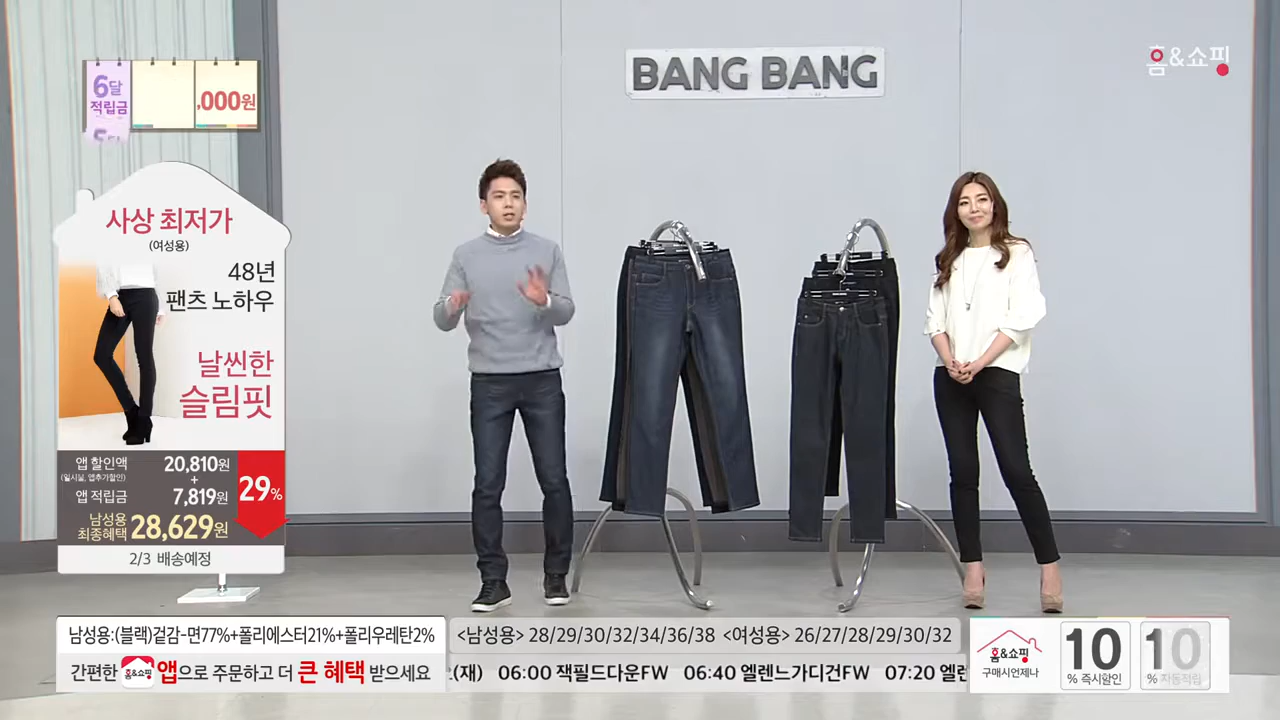 BANG BANG
홈&쇼핑
6달
적립금
,000원
사상 최저가
(여성용)
48년
팬츠 노하우
날씬한
슬림핏
앱 할인액 20,810원
(일시불, 앱추가할인)
+
앱 적립금 7,819원
29%
남성용
최종혜택 28,629원
2/3 배송예정
남성용:(블랙)겉감-면77%+폴리에스터21%+폴리우레탄2%
<남성용> 28/29/30/32/34/36/38 <여성용> 26/27/28/29/30/32
간편한 홈&쇼핑 앱으로 주문하고 더 큰 혜택 받으세요
(재) 06:00 잭필드다운FW 06:40 엘렌느가디건FW 07:20 엘렌
홈&쇼핑
구매시언제나
10
% 즉시할인
10
% 자동적립